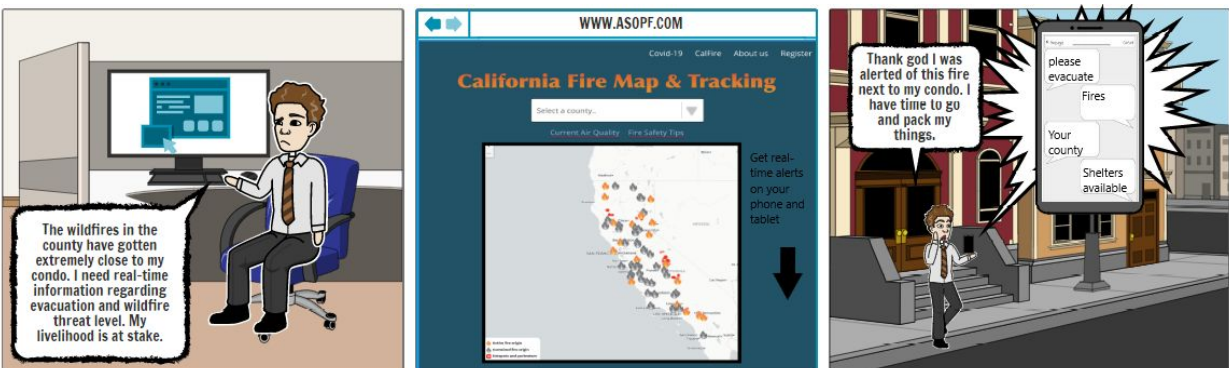 The wildfires in the
county have gotten
extremely close to my
condo. I need real-time
information regarding
evacuation and wildfire
threat level. My
livelihood is at stake.
WWW.ASOPF.COM
Covid-19 CalFire About us Register
California Fire Map & Tracking
Select a county..
Current Air Quality Fire Safety Tips
Get real-
time alerts
on your
phone and
tablet
Active fire origin
Thank god I was
alerted of this fire
next to my condo. I
have time to go
and pack my
things.
please
evacuate
Fires
Your
county
Shelters
available